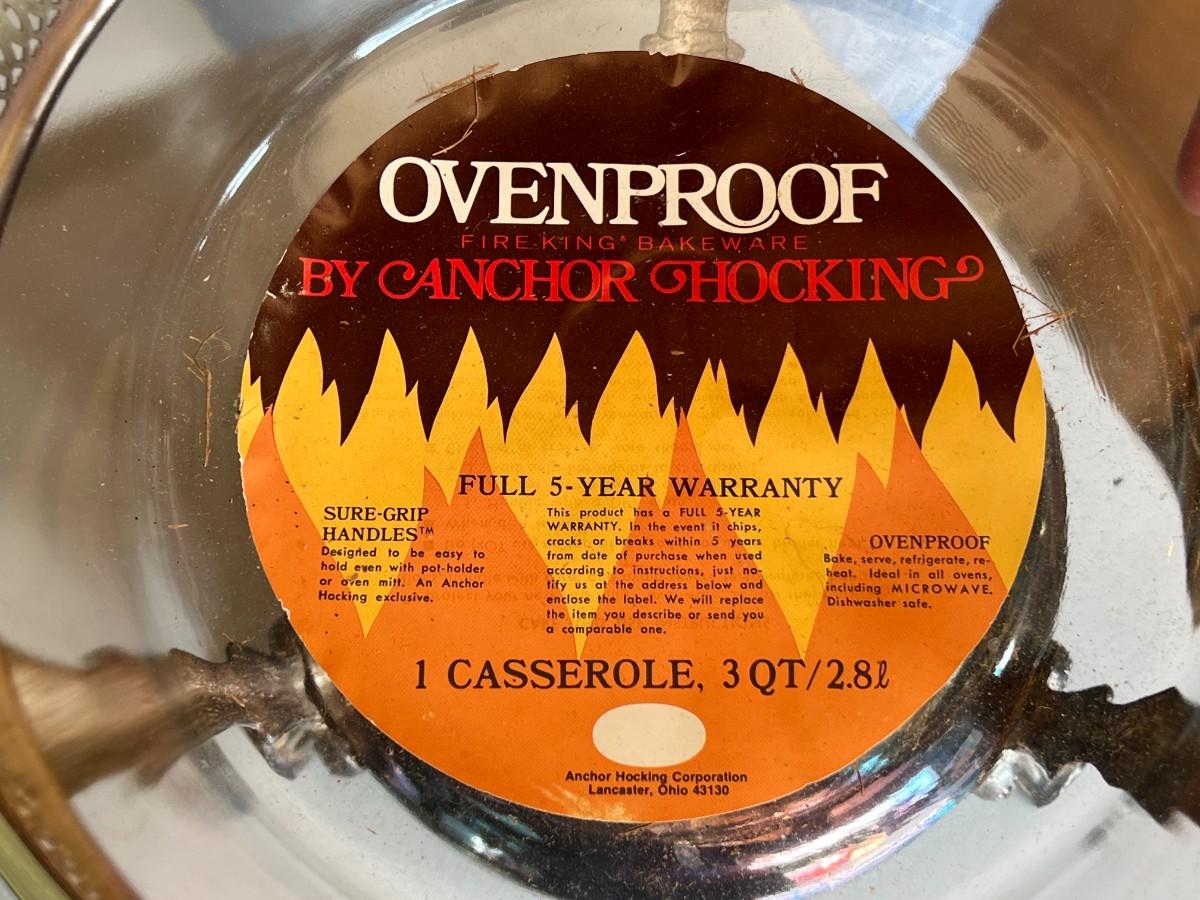 OVENPROOF
FIRE-KING® BAKEWARE
BY ANCHOR HOCKING
FULL 5-YEAR WARRANTY
SURE-GRIP
HANDLES™
Designed to be easy to
hold even with pot-holder
or oven mitt. An Anchor
Hocking exclusive.
This product has a FULL 5-YEAR
WARRANTY. In the event it chips,
cracks or breaks within 5 years
from date of purchase when used
according to instructions, just no-
tify us at the address below and
enclose the label. We will replace
the item you describe or send you
a comparable one.
OVENPROOF
Bake, serve, refrigerate, re-
heat. Ideal in all ovens,
including MICROWAVE.
Dishwasher safe.
1 CASSEROLE, 3 QT/2.8ℓ
Anchor Hocking Corporation
Lancaster, Ohio 43130